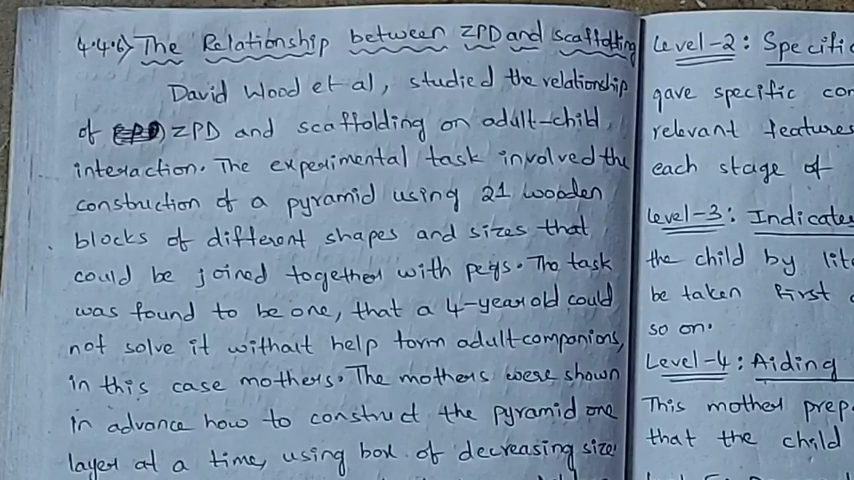 4.4.6) The Relationship between ZPD and scaffolding
David Wood et al, studied the relationship
of ZPD and scaffolding on adult-child
interaction. The experimental task involved the
construction of a pyramid using 21 wooden
blocks of different shapes and sizes that
could be joined together with pegs. The task
was found to be one, that a 4-year old could
not solve it without help form adult companions,
in this case mothers. The mothers were shown
in advance how to construct the pyramid one
layer at a time, using box of decreasing size
Level-2: Specific
gave specific
relevant features
each stage of
Level-3: Indicates
the child by
be taken first
so on.
Level-4: Aiding
This mother prep
that the child